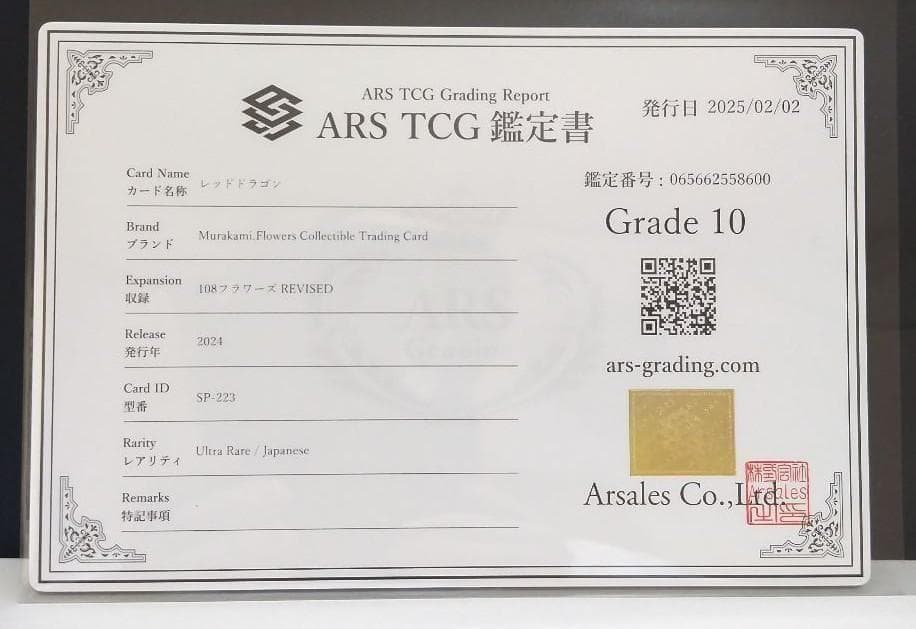 ARS TCG Grading Report
ARS TCG 鑑定書
発行日 2025/02/02
Card Name
カード名称
レッドドラゴン
Brand
ブランド
Murakami.Flowers Collectible Trading Card
Expansion
収録
108フラワーズ REVISED
Release
発行年
2024
Card ID
型番
SP-223
Rarity
レアリティ
Ultra Rare / Japanese
Remarks
特記事項
鑑定番号 : 065662558600
Grade 10
ars-grading.com
Arsales Co.,Ltd.
Arsales
ARS